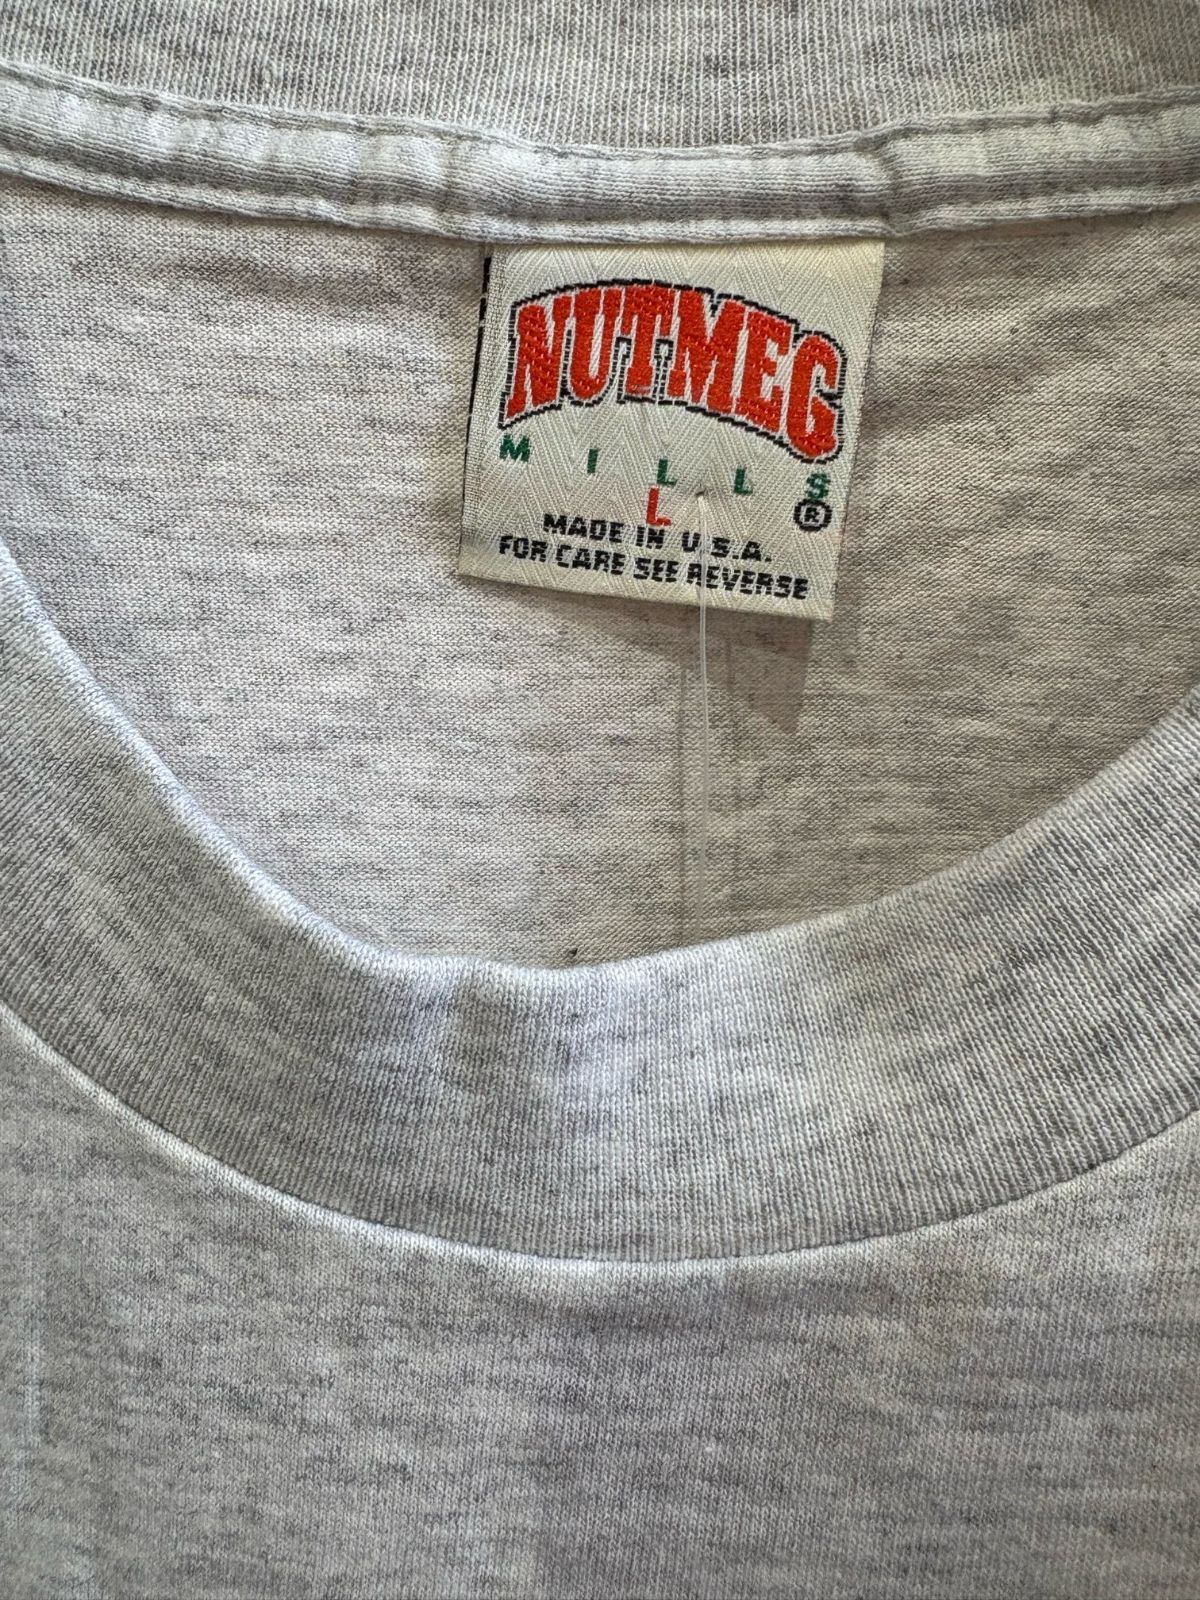 NUTMEG
MILLS
®
L
MADE IN U.S.A.
FOR CARE SEE REVERSE